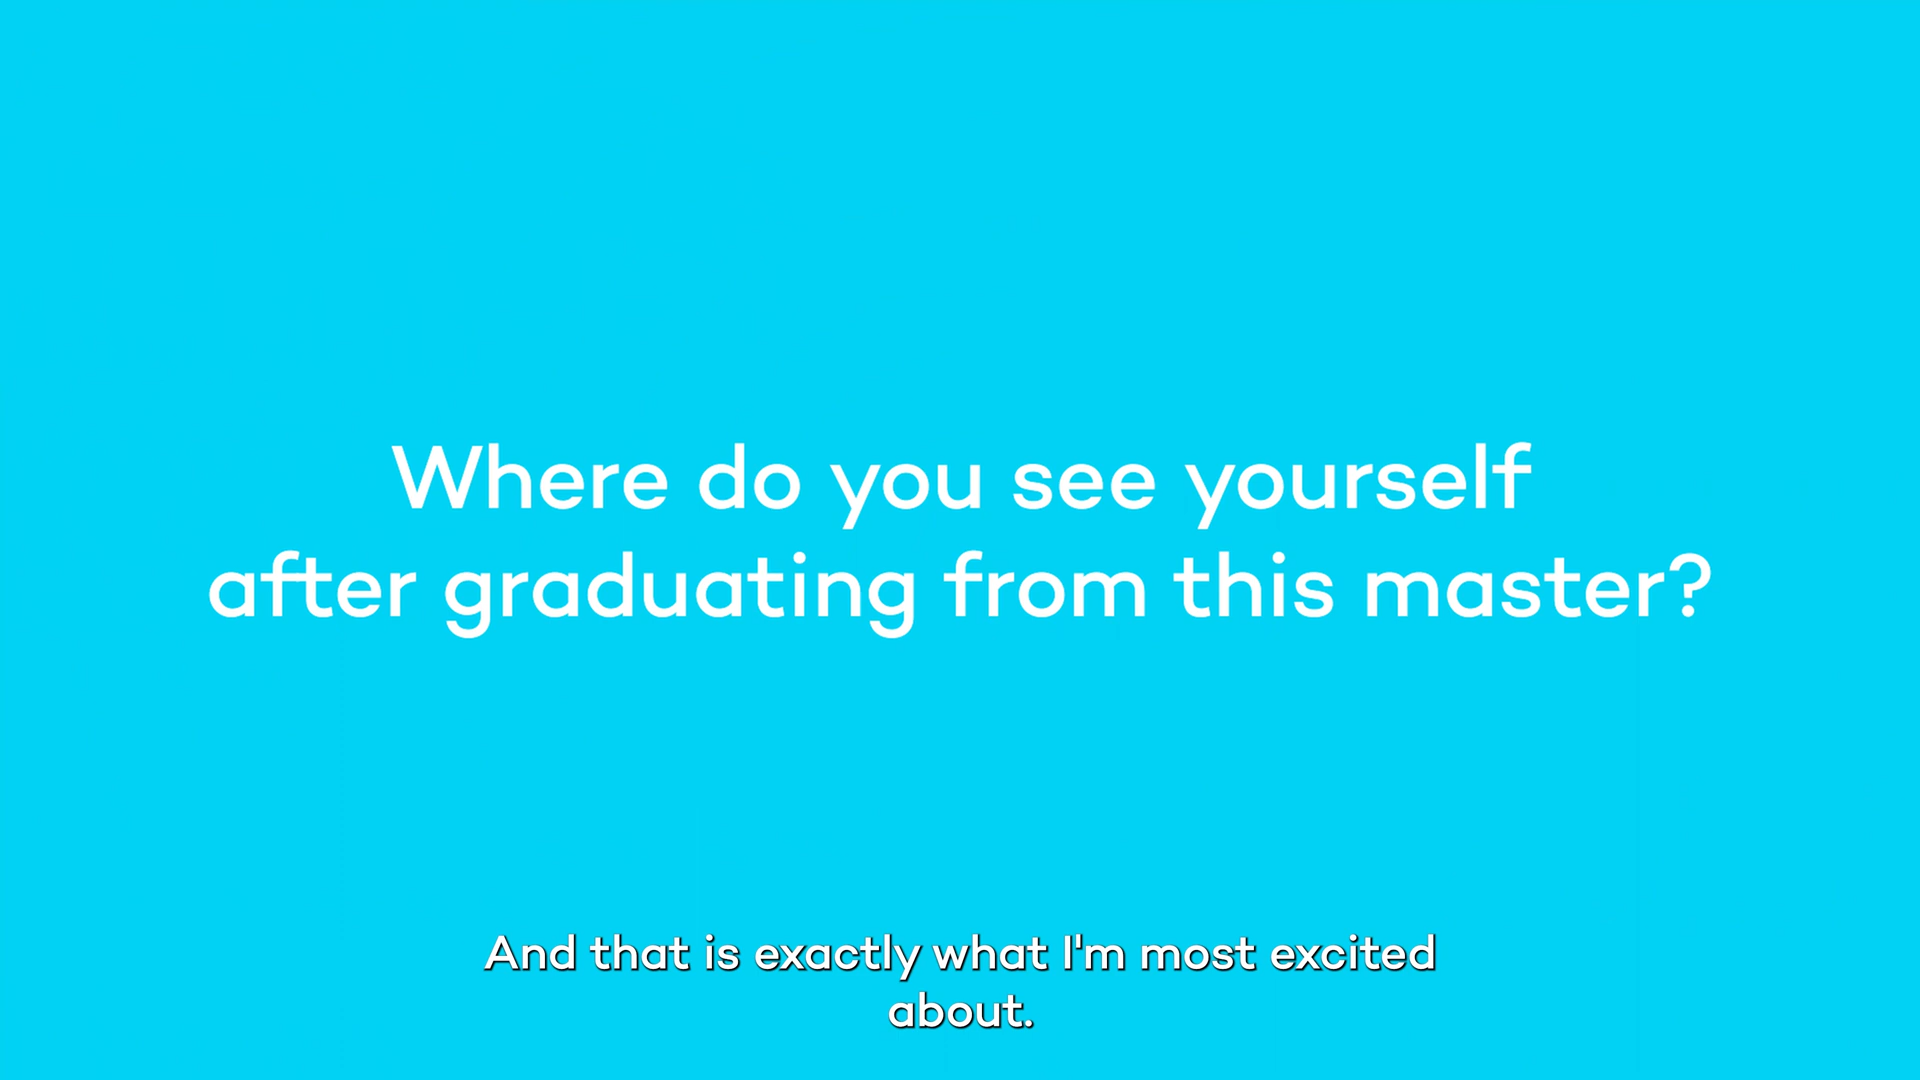 Where do you see yourself
after graduating from this master?
And that is exactly what I'm most excited
about.